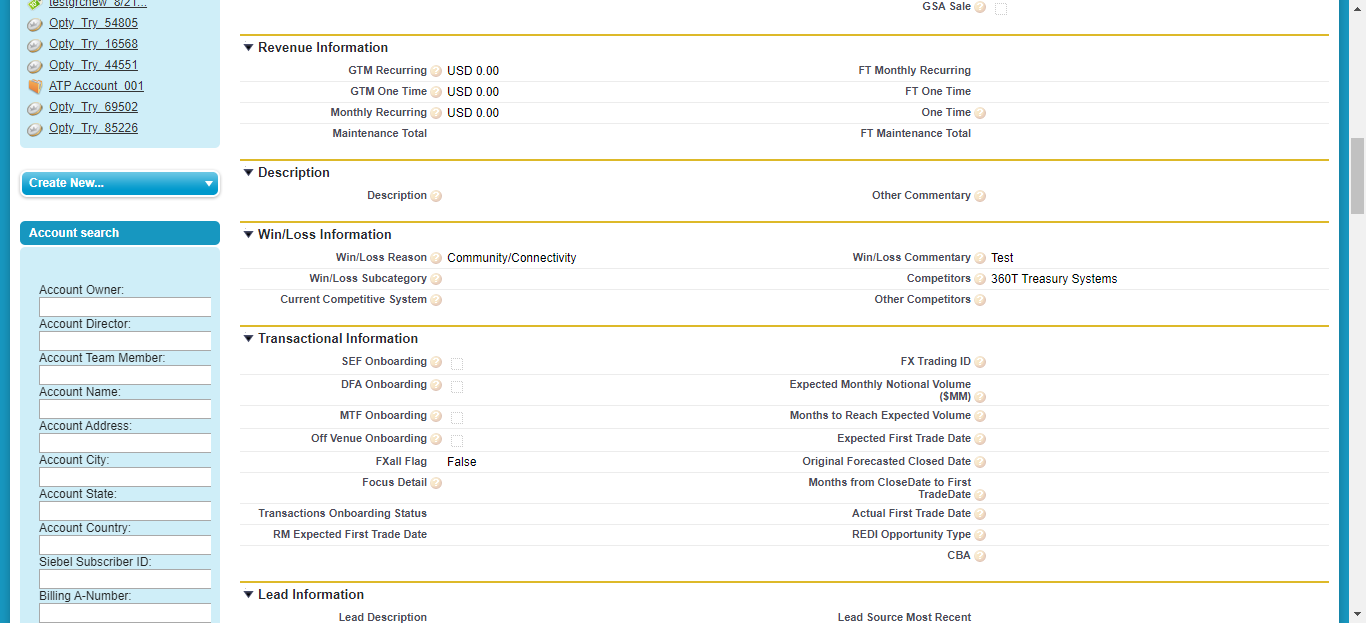 testgrcnew_8/21...
Opty_Try_54805
Opty_Try_16568
Opty_Try_44551
ATP Account_001
Opty_Try_69502
Opty_Try_85226
Create New...
Account search
Account Owner:
Account Director:
Account Team Member:
Account Name:
Account Address:
Account City:
Account State:
Account Country:
Siebel Subscriber ID:
Billing A-Number:
GSA Sale ?
Revenue Information
GTM Recurring ? USD 0.00 FT Monthly Recurring
GTM One Time ? USD 0.00 FT One Time
Monthly Recurring ? USD 0.00 One Time ?
Maintenance Total FT Maintenance Total
Description
Description ? Other Commentary ?
Win/Loss Information
Win/Loss Reason ? Community/Connectivity Win/Loss Commentary ? Test
Win/Loss Subcategory ? Competitors ? 360T Treasury Systems
Current Competitive System ? Other Competitors ?
Transactional Information
SEF Onboarding ? FX Trading ID ?
DFA Onboarding ? Expected Monthly Notional Volume
($MM) ?
MTF Onboarding ? Months to Reach Expected Volume ?
Off Venue Onboarding ? Expected First Trade Date ?
FXall Flag False Original Forecasted Closed Date ?
Focus Detail ? Months from CloseDate to First
TradeDate ?
Transactions Onboarding Status Actual First Trade Date ?
RM Expected First Trade Date REDI Opportunity Type ?
CBA ?
Lead Information
Lead Description Lead Source Most Recent